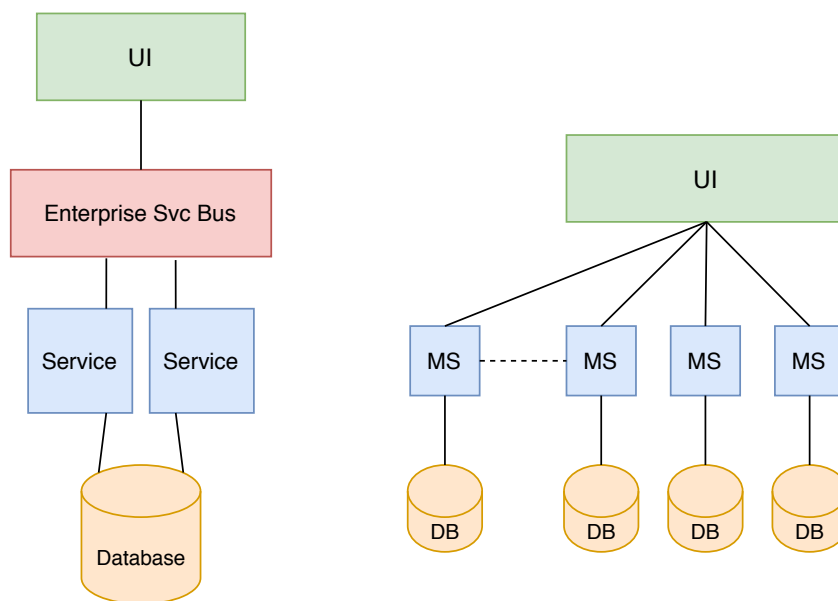 UI
Enterprise Svc Bus
Service
Service
Database
UI
MS
MS
MS
MS
DB
DB
DB
DB